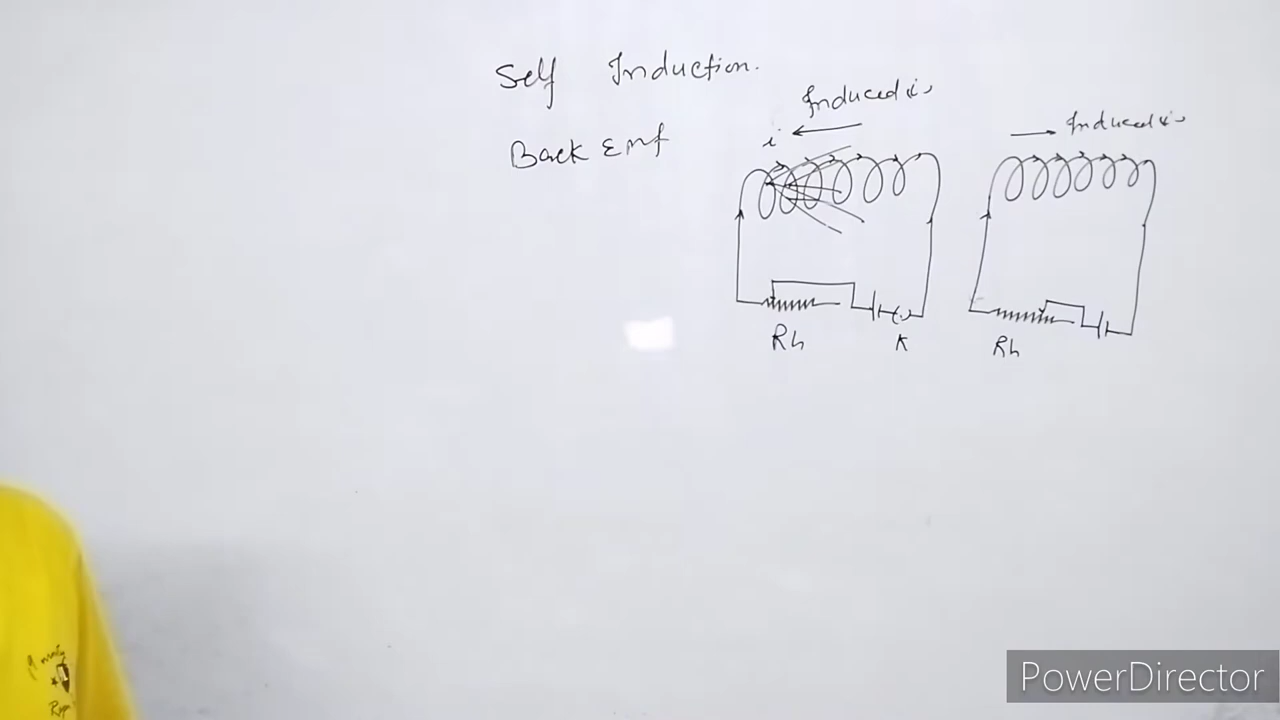 Self Induction.
Back Emf
Induced i
i
Induced i
Rh
K
Rh
PowerDirector